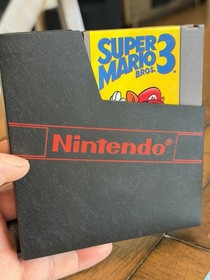 SUPER
MARIO 3
BROS.
Nintendo®